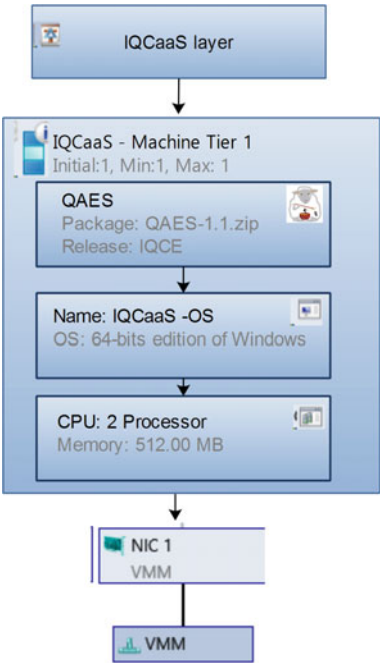 IQCaaS layer
IQCaaS - Machine Tier 1
Initial:1, Min:1, Max: 1
QAES
Package: QAES-1.1.zip
Release: IQCE
Name: IQCaaS -OS
OS: 64-bits edition of Windows
CPU: 2 Processor
Memory: 512.00 MB
NIC 1
VMM
VMM